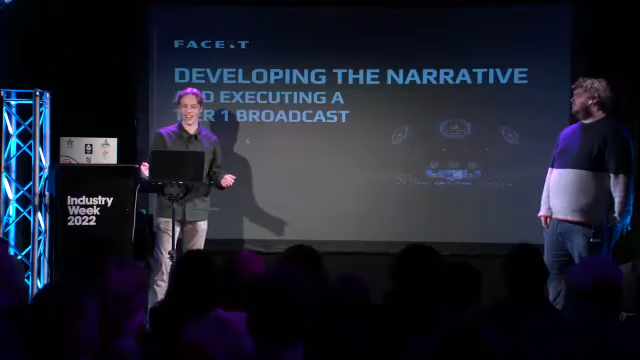 FACEIT
DEVELOPING THE NARRATIVE
EXECUTING A
1 BROADCAST
Industry
Week
2022